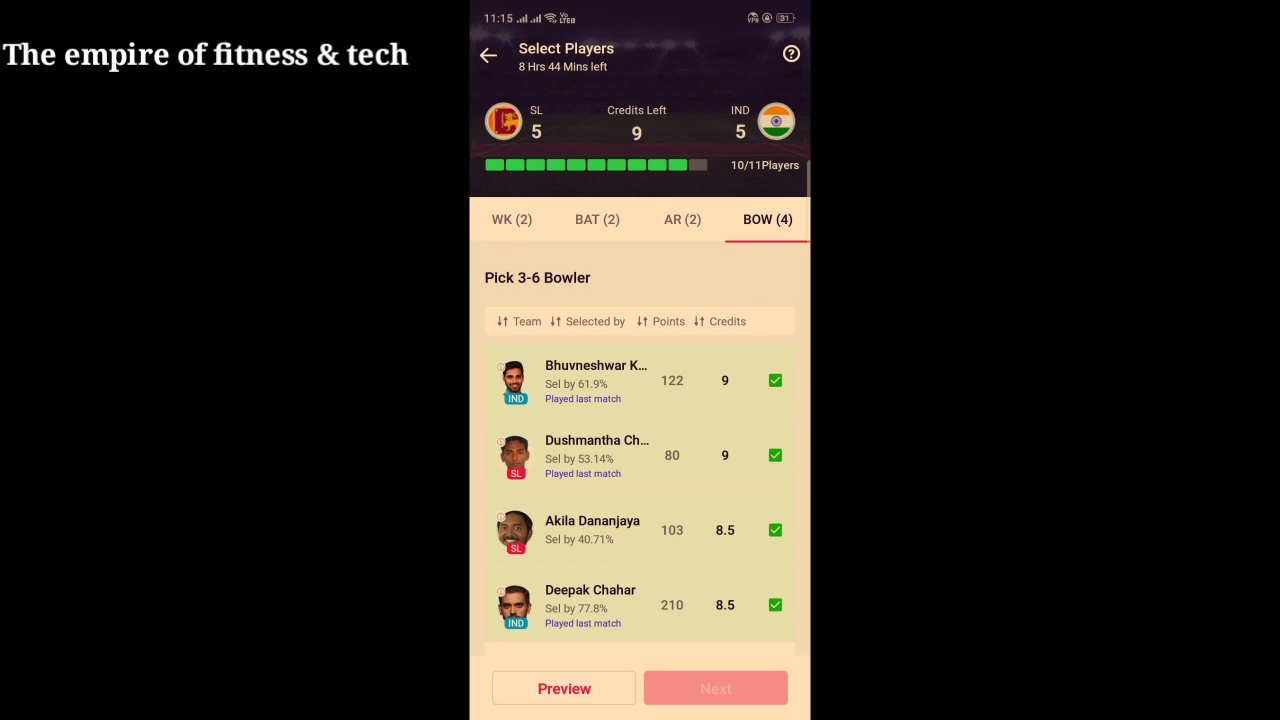 The empire of fitness & tech
11:15
Vo
LTED
VPN
31
Select Players
8 Hrs 44 Mins left
?
SL
5
Credits Left
9
IND
5
10/11Players
WK (2)
BAT (2)
AR (2)
BOW (4)
Pick 3-6 Bowler
Team
Selected by
Points
Credits
Bhuvneshwar K...
Sel by 61.9%
Played last match
122
9
IND
Dushmantha Ch...
Sel by 53.14%
Played last match
80
9
SL
Akila Dananjaya
Sel by 40.71%
103
8.5
SL
Deepak Chahar
Sel by 77.8%
Played last match
210
8.5
IND
Preview
Next